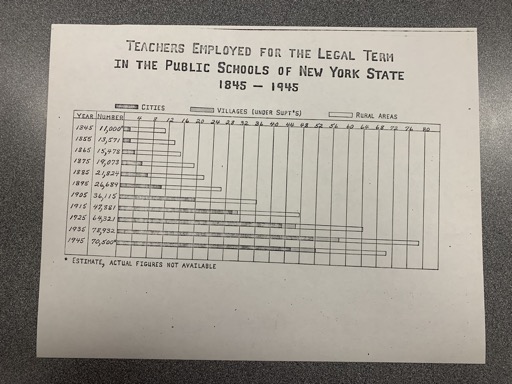 TEACHERS EMPLOYED FOR THE LEGAL TERM
IN THE PUBLIC SCHOOLS OF NEW YORK STATE
1845 — 1945
CITIES VILLAGES (UNDER SUPT'S) RURAL AREAS
YEAR NUMBER 4 8 12 16 20 24 28 32 36 40 44 48 52 56 60 64 68 72 76 80
1845 11,000*
1855 13,571
1865 15,478
1875 19,073
1885 21,824
1895 26,684
1905 36,115
1915 47,381
1925 64,321
1935 78,932
1945 70,500*
* ESTIMATE, ACTUAL FIGURES NOT AVAILABLE